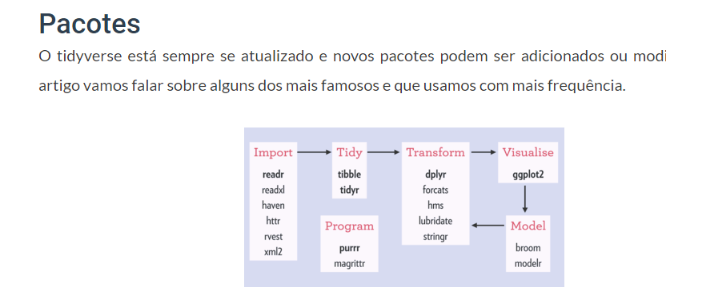 Pacotes
O tidyverse está sempre se atualizado e novos pacotes podem ser adicionados ou modi
artigo vamos falar sobre alguns dos mais famosos e que usamos com mais frequência.
Import
readr
readxl
haven
httr
rvest
xml2
Tidy
tibble
tidyr
Program
purrr
magrittr
Transform
dplyr
forcats
hms
lubridate
stringr
Visualise
ggplot2
Model
broom
modelr